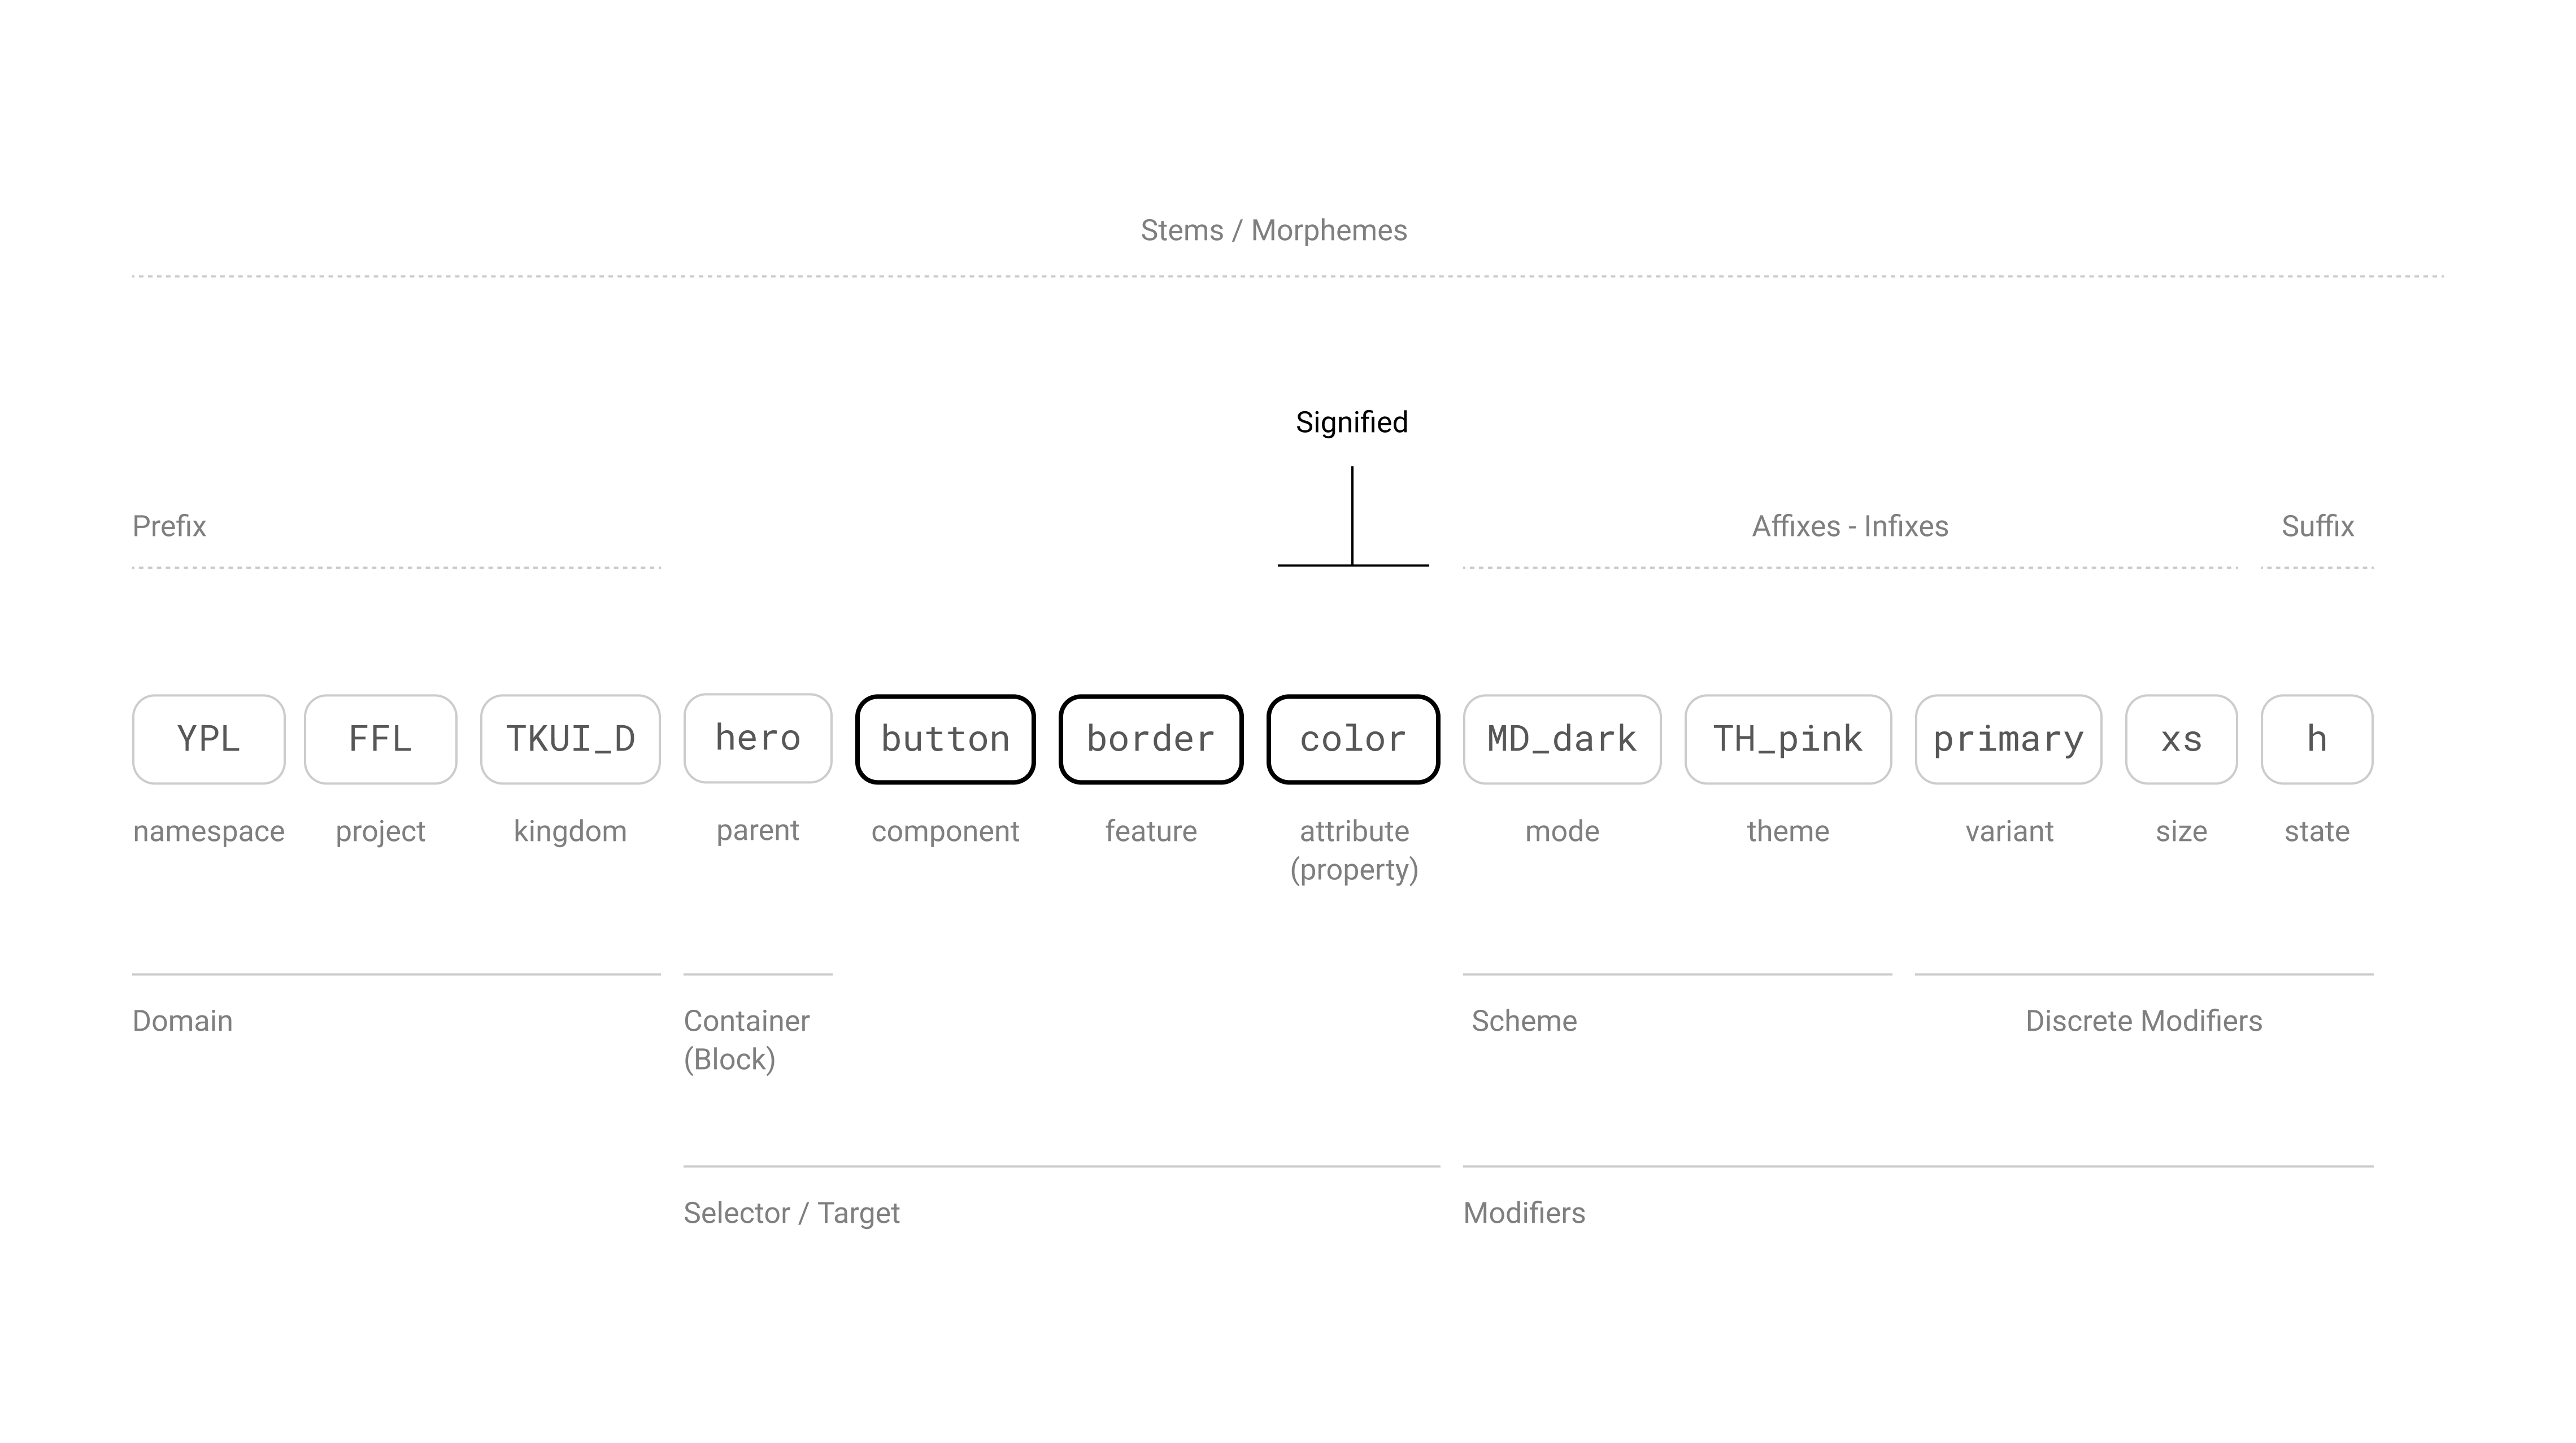 Stems / Morphemes
Signified
Prefix
Affixes - Infixes
Suffix
YPL
FFL
TKUI_D
hero
button
border
color
MD_dark
TH_pink
primary
xs
h
namespace
project
kingdom
parent
component
feature
attribute
(property)
mode
theme
variant
size
state
Domain
Container
(Block)
Scheme
Discrete Modifiers
Selector / Target
Modifiers